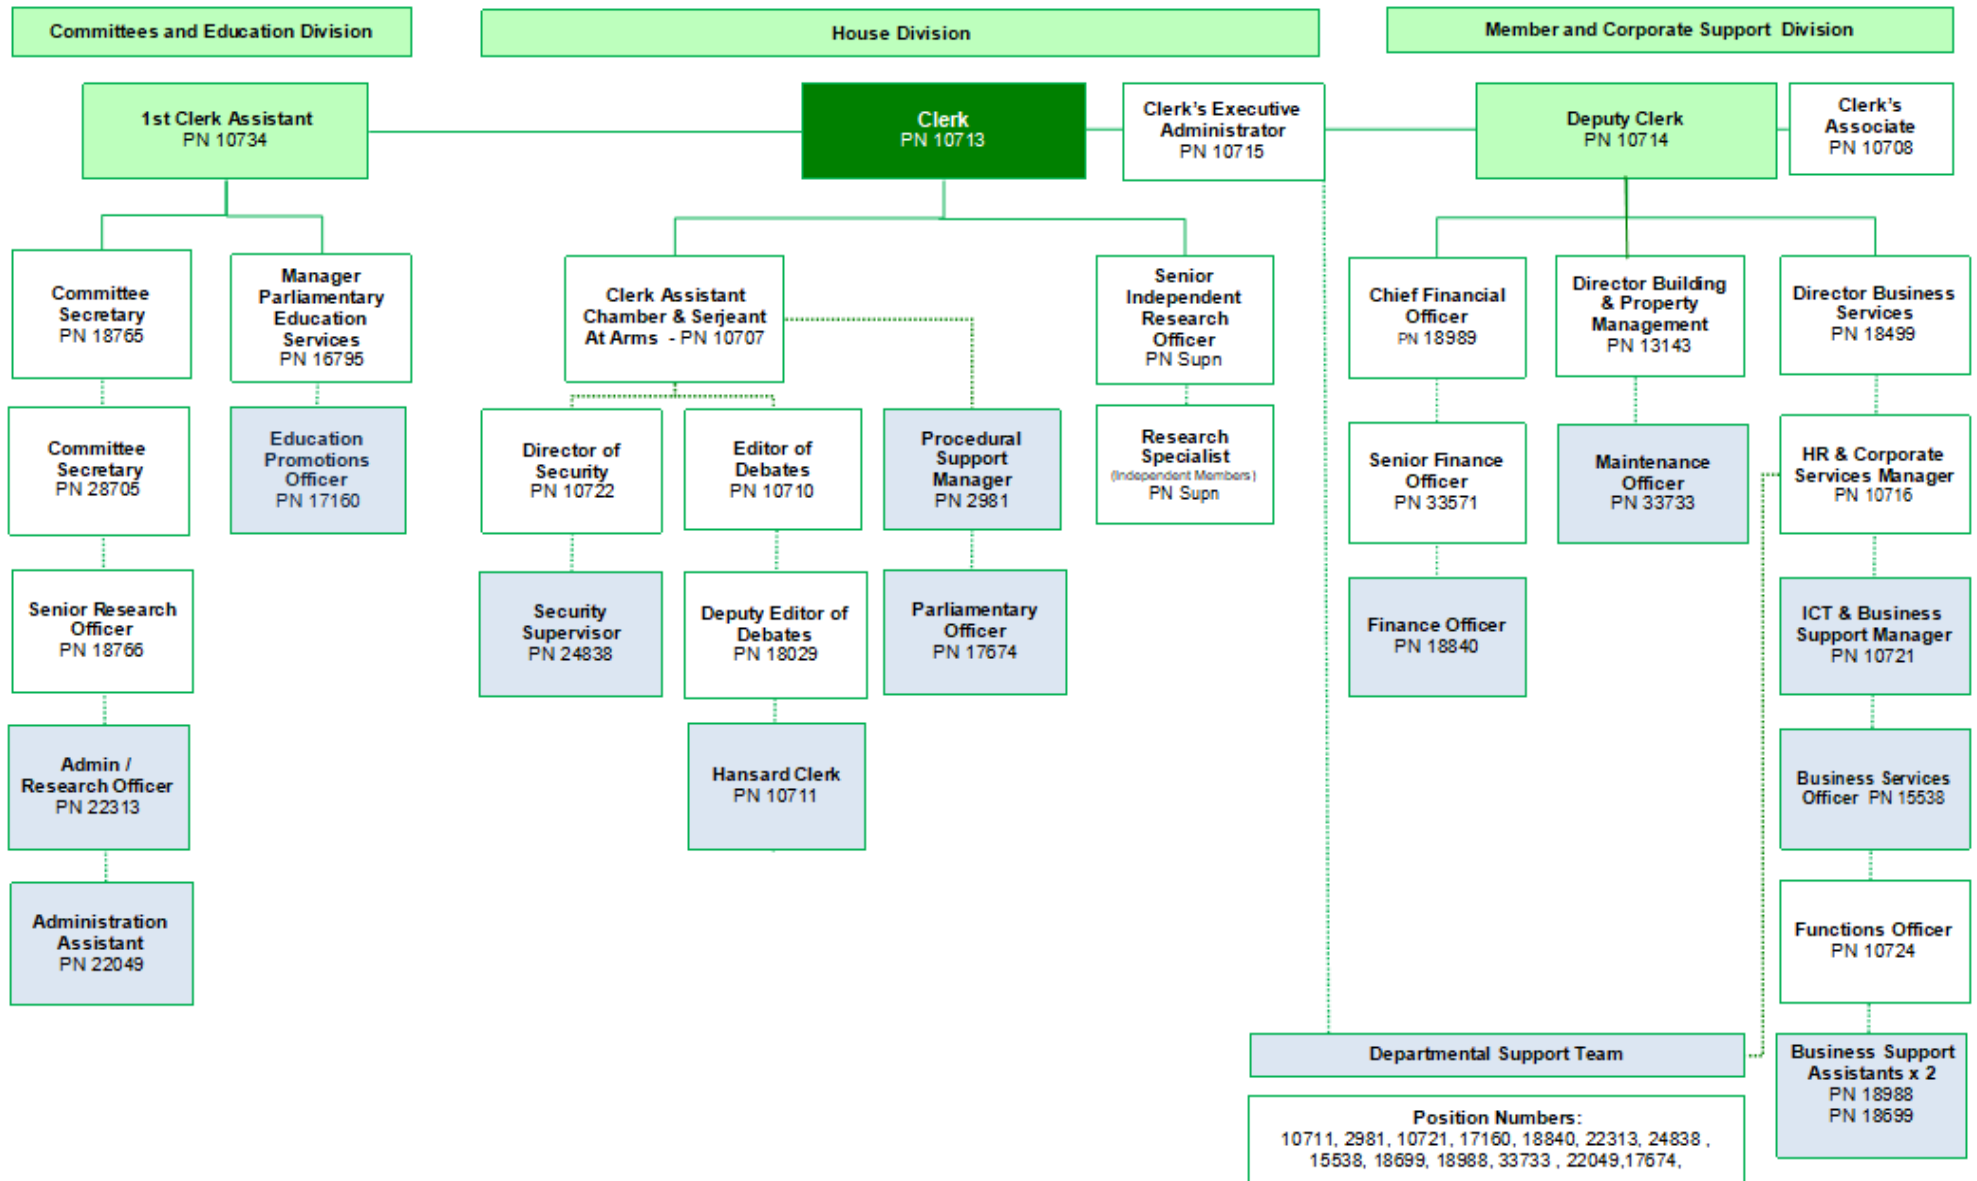 Committees and Education Division
House Division
Member and Corporate Support Division
1st Clerk Assistant
PN 10734
Clerk
PN 10713
Clerk's Executive
Administrator
PN 10715
Deputy Clerk
PN 10714
Clerk's
Associate
PN 10708
Committee
Secretary
PN 18765
Manager
Parliamentary
Education
Services
PN 16795
Clerk Assistant
Chamber & Serjeant
At Arms - PN 10707
Senior
Independent
Research
Officer
PN Supn
Chief Financial
Officer
PN 18989
Director Building
& Property
Management
PN 13143
Director Business
Services
PN 18499
Committee
Secretary
PN 28705
Education
Promotions
Officer
PN 17160
Director of
Security
PN 10722
Editor of
Debates
PN 10710
Procedural
Support
Manager
PN 2981
Research
Specialist
(Independent Members)
PN Supn
Senior Finance
Officer
PN 33571
Maintenance
Officer
PN 33733
HR & Corporate
Services Manager
PN 10716
Senior Research
Officer
PN 18766
Security
Supervisor
PN 24838
Deputy Editor of
Debates
PN 18029
Parliamentary
Officer
PN 17674
Finance Officer
PN 18840
ICT & Business
Support Manager
PN 10721
Admin /
Research Officer
PN 22313
Hansard Clerk
PN 10711
Business Services
Officer PN 15538
Administration
Assistant
PN 22049
Functions Officer
PN 10724
Departmental Support Team
Business Support
Assistants x 2
PN 18988
PN 18699
Position Numbers:
10711, 2981, 10721, 17160, 18840, 22313, 24838 ,
15538, 18699, 18988, 33733 , 22049,17674,